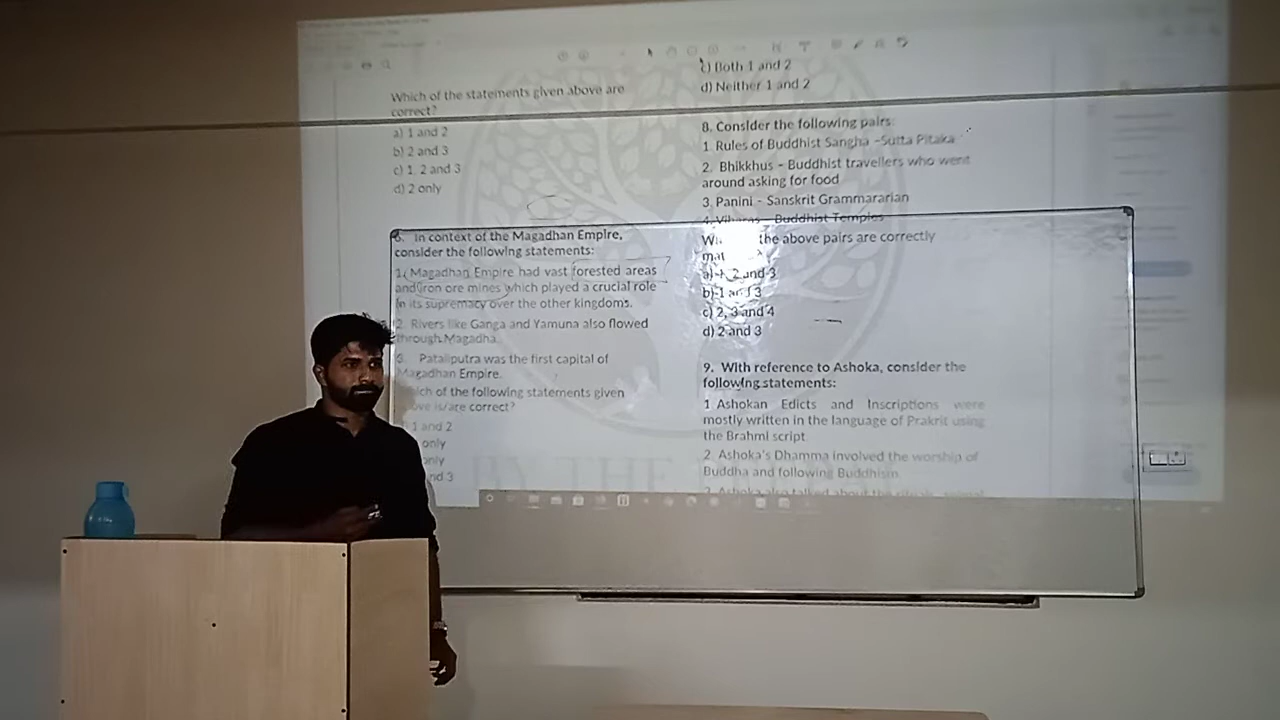 Which of the statements given above are
correct?
a) 1 and 2
b) 2 and 3
c) 1, 2 and 3
d) 2 only
6. In context of the Magadhan Empire,
consider the following statements:
1. Magadhan Empire had vast forested areas
and iron ore mines which played a crucial role
in its supremacy over the other kingdoms.
2. Rivers like Ganga and Yamuna also flowed
through Magadha.
3. Pataliputra was the first capital of
Magadhan Empire.
of the following statements given
is/are correct?
1 and 2
only
only
nd 3
c) Both 1 and 2
d) Neither 1 and 2
8. Consider the following pairs:
1. Rules of Buddhist Sangha -Sutta Pitaka
2. Bhikkhus - Buddhist travellers who went
around asking for food
3. Panini - Sanskrit Grammararian
4. Viharas - Buddhist Temples
the above pairs are correctly
mat
a) 1, 2 and 3
b) 1 and 3
c) 2, 3 and 4
d) 2 and 3
9. With reference to Ashoka, consider the
following statements:
1 Ashokan Edicts and Inscriptions were
mostly written in the language of Prakrit using
the Brahmi script
2 Ashoka's Dhamma involved the worship of
Buddha and following Buddhism
BY THE